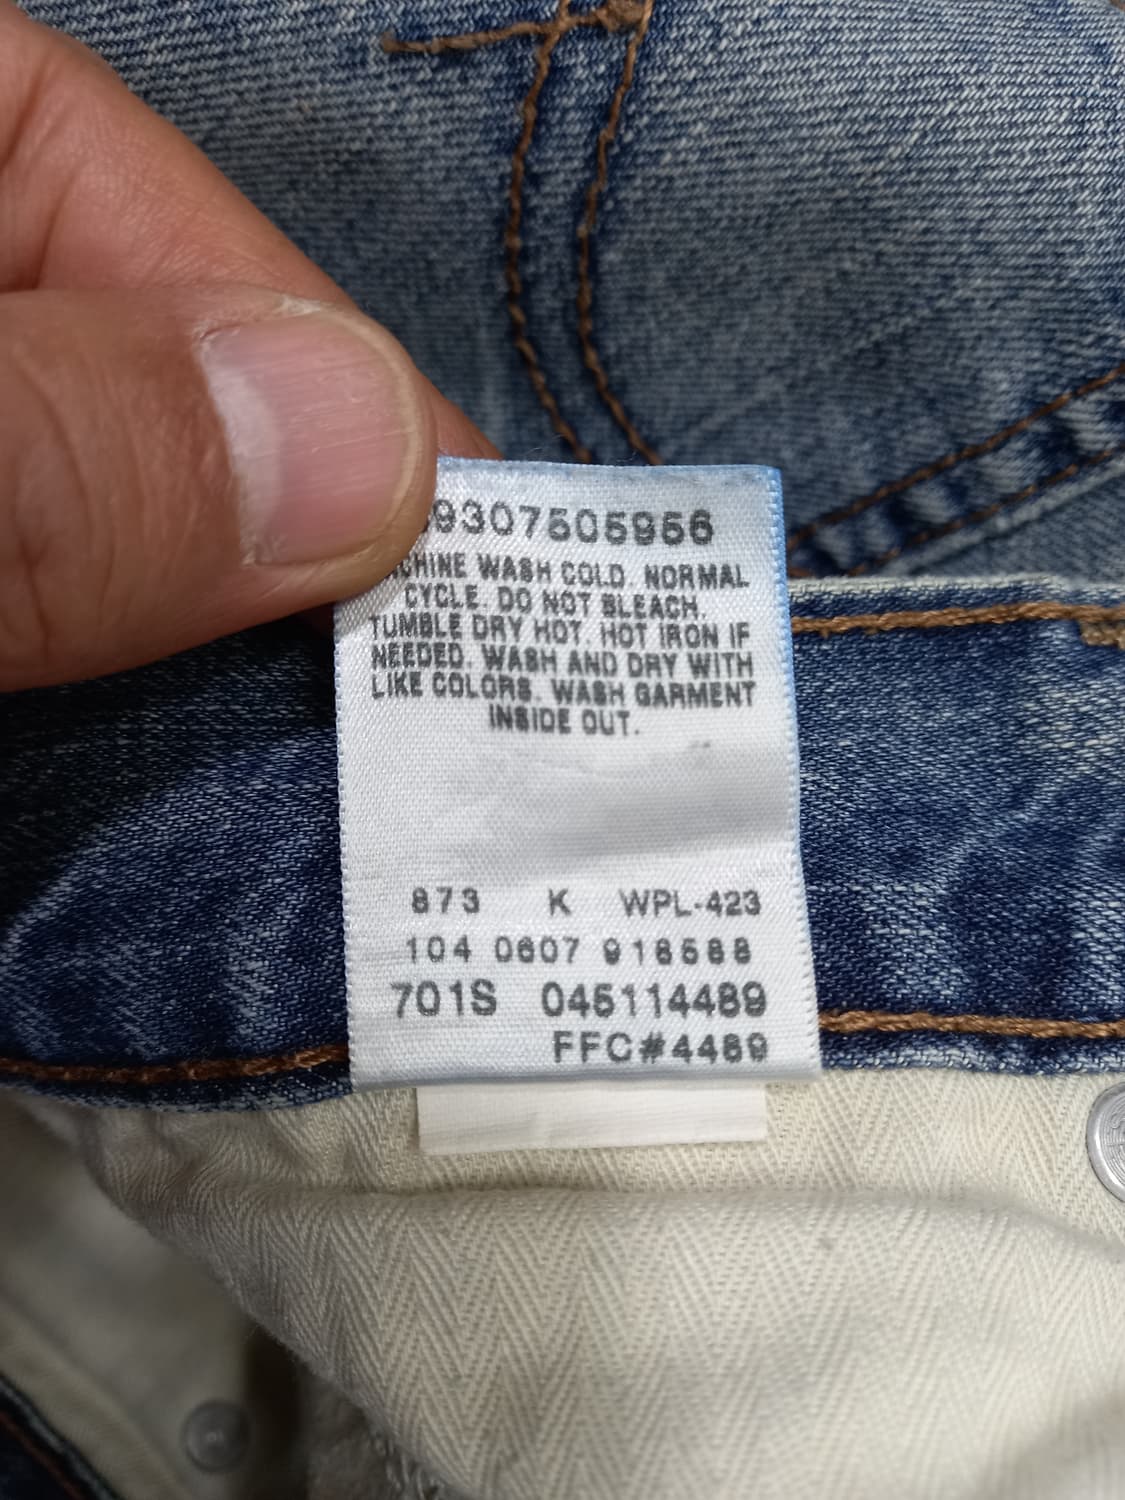 9307505956
MACHINE WASH COLD. NORMAL
CYCLE. DO NOT BLEACH.
TUMBLE DRY HOT. HOT IRON IF
NEEDED. WASH AND DRY WITH
LIKE COLORS. WASH GARMENT
INSIDE OUT.
873 K WPL-423
104 0607 918588
701S 045114489
FFC#4489